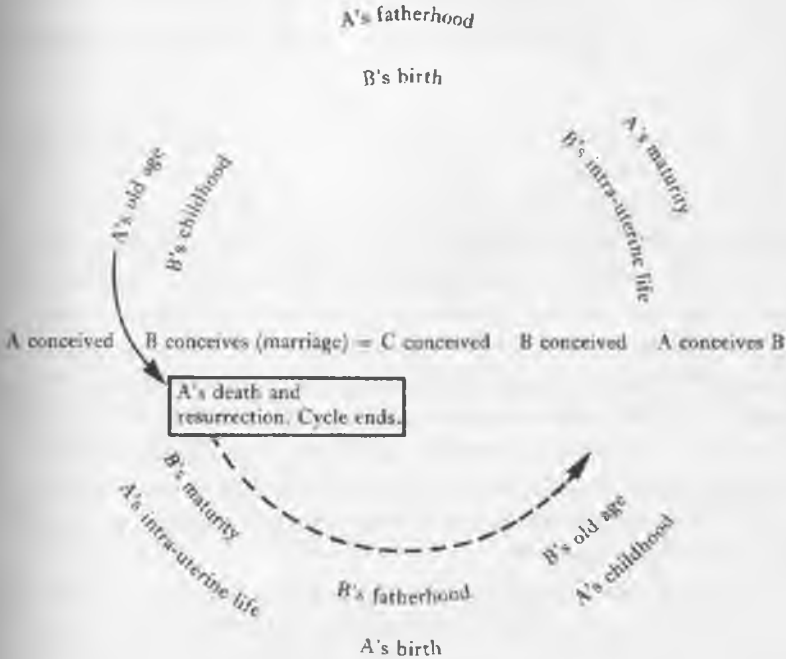 A's fatherhood
B's birth
A's old age
B's childhood
A's maturity
B's intra-uterine life
A conceived B conceives (marriage) = C conceived B conceived A conceives B
A's death and
resurrection. Cycle ends.
B's maturity
A's intra-uterine life
B's old age
A's childhood
B's fatherhood
A's birth